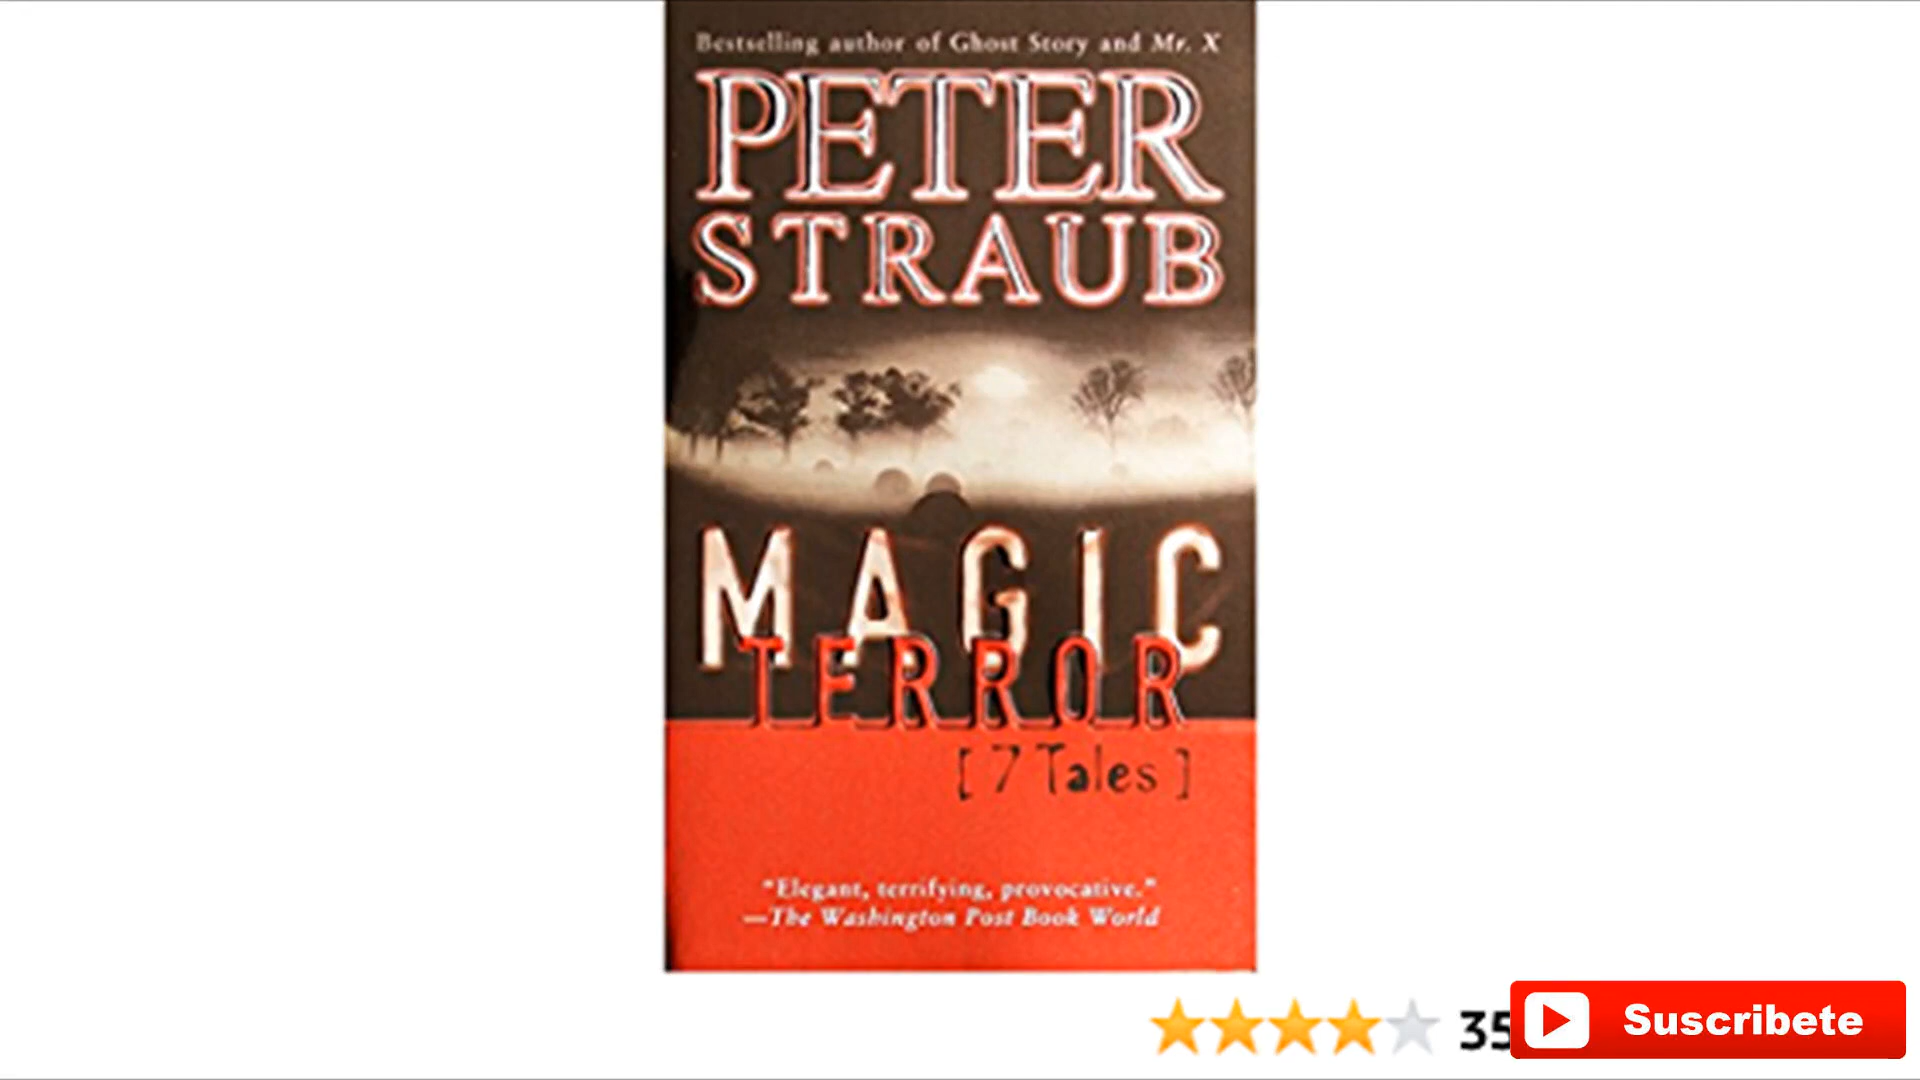 Bestselling author of Ghost Story and Mr. X
PETER
STRAUB
MAGIC
TERROR
[ 7 Tales ]
"Elegant, terrifying, provocative."
—The Washington Post Book World
35
Suscribete